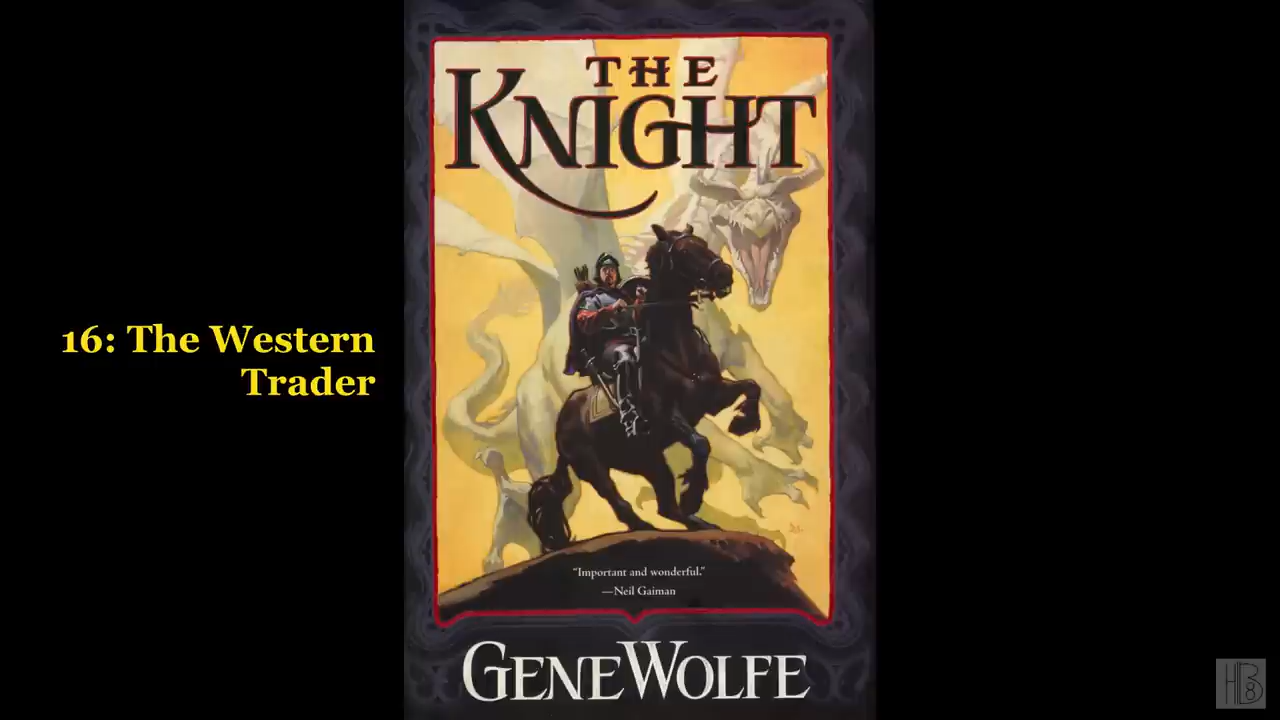 THE
KNIGHT
16: The Western
Trader
"Important and wonderful."
—Neil Gaiman
GENE WOLFE